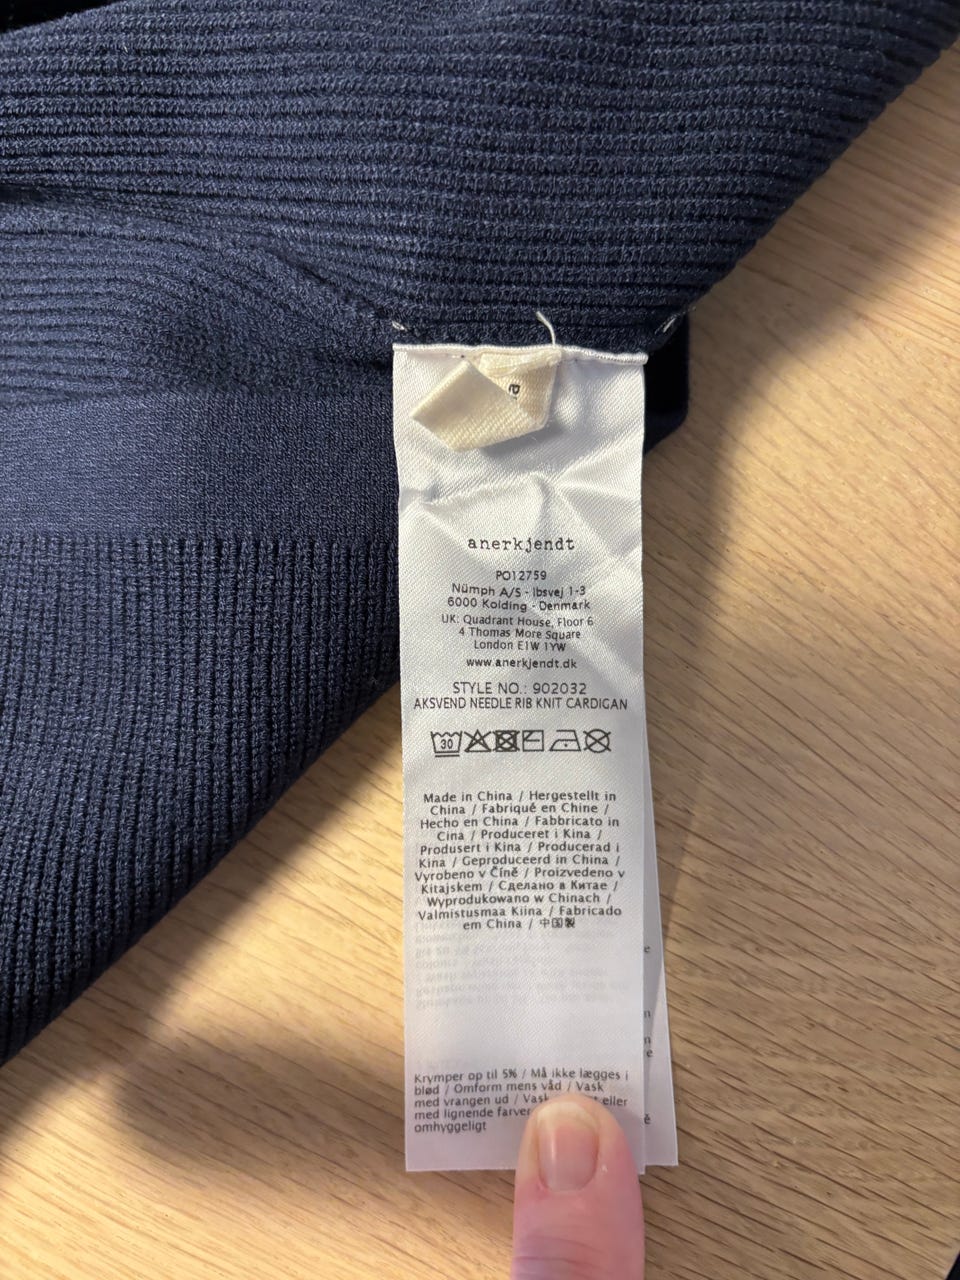 e
anerkjendt
PO12759
Nümph A/S - Ibsvej 1-3
6000 Kolding - Denmark
UK: Quadrant House, Floor 6
4 Thomas More Square
London E1W 1YW
www.anerkjendt.dk
STYLE NO.: 902032
AKSVEND NEEDLE RIB KNIT CARDIGAN
30
Made in China / Hergestellt in
China / Fabriqué en Chine /
Hecho en China / Fabbricato in
Cina / Produceret i Kina /
Produsert i Kina / Producerad i
Kina / Geproduceerd in China /
Vyrobeno v Číně / Proizvedeno v
Kitajskem / Сделано в Китае /
Wyprodukowano w Chinach /
Valmistusmaa Kiina / Fabricado
em China / 中国製
Krymper op til 5% / Må ikke lægges i
blød / Omform mens våd / Vask
med vrangen ud / Vask eller
med lignende farver
omhyggeligt